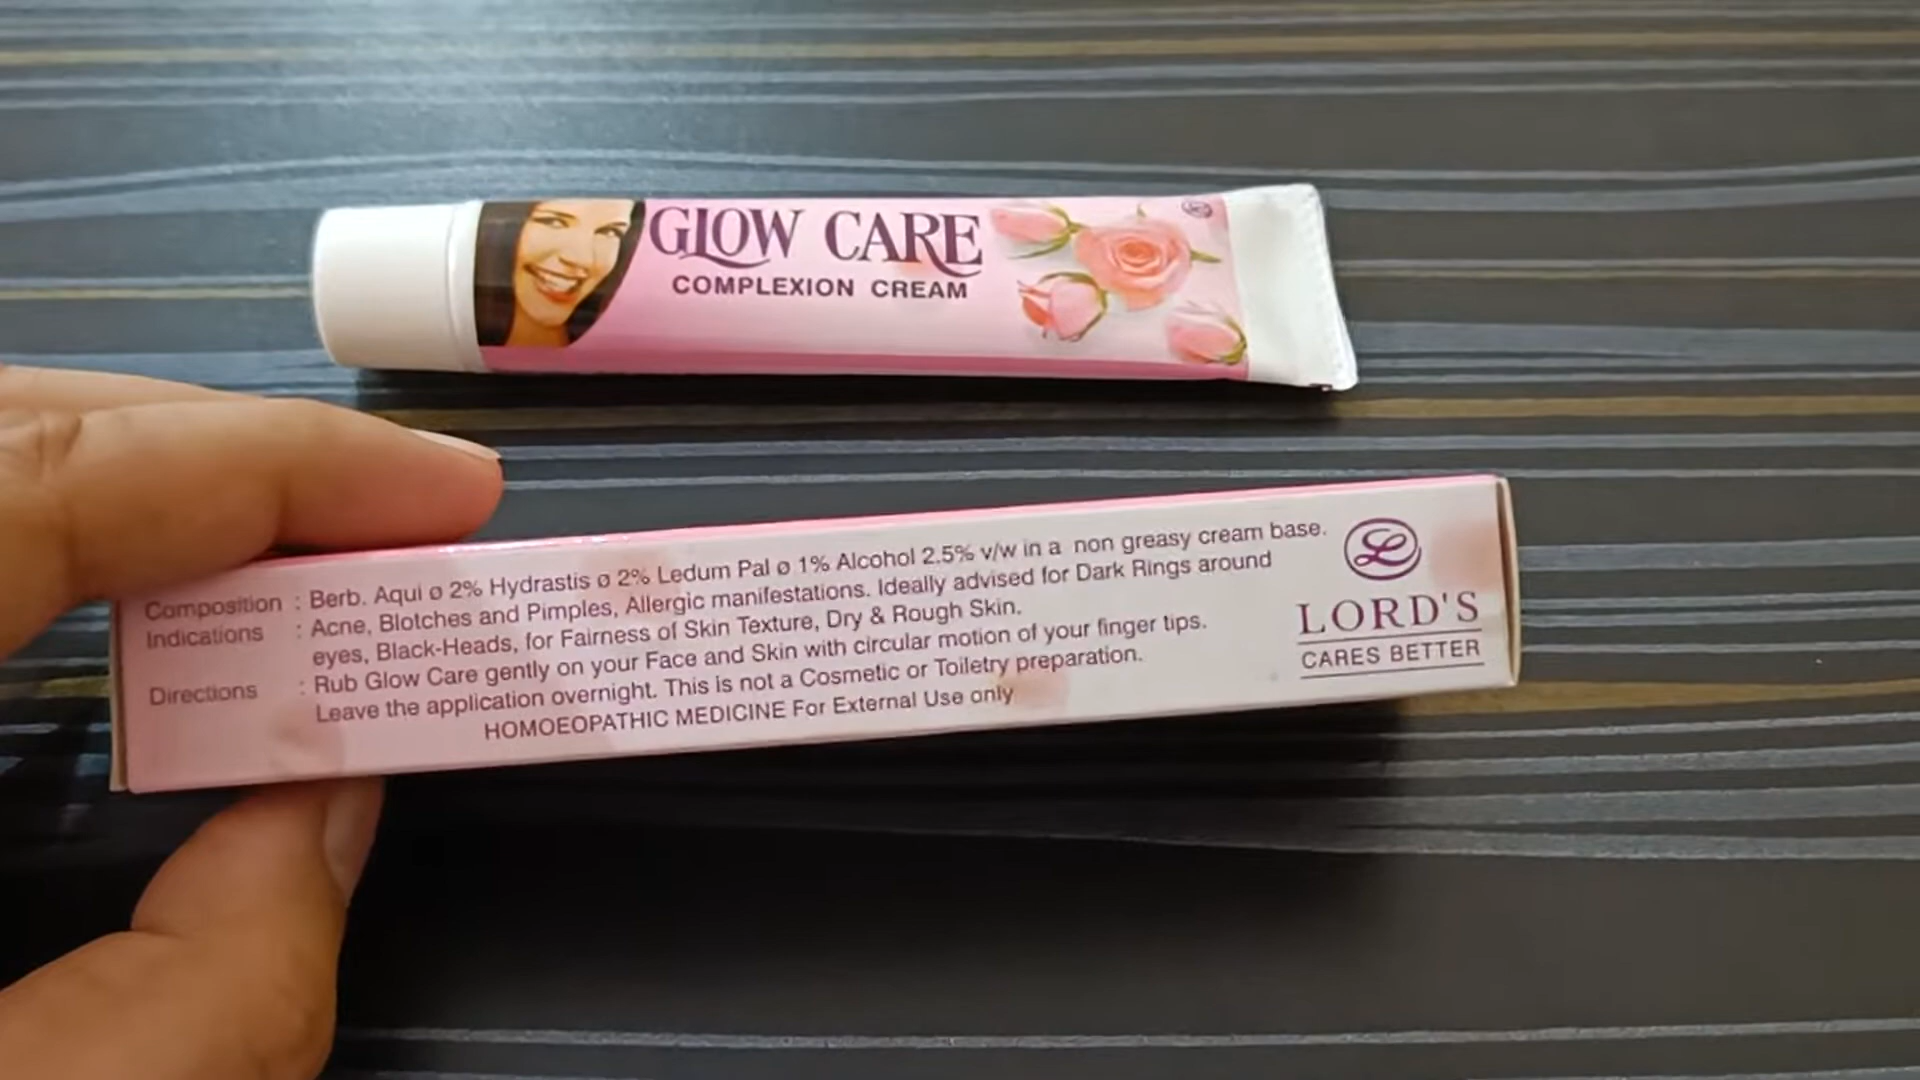 GLOW CARE
COMPLEXION CREAM
Composition : Berb. Aqui ø 2% Hydrastis ø 2% Ledum Pal ø 1% Alcohol 2.5% v/w in a non greasy cream base.
Indications : Acne, Blotches and Pimples, Allergic manifestations. Ideally advised for Dark Rings around
eyes, Black-Heads, for Fairness of Skin Texture, Dry & Rough Skin.
Directions : Rub Glow Care gently on your Face and Skin with circular motion of your finger tips.
Leave the application overnight. This is not a Cosmetic or Toiletry preparation.
HOMOEOPATHIC MEDICINE For External Use only
L
LORD'S
CARES BETTER